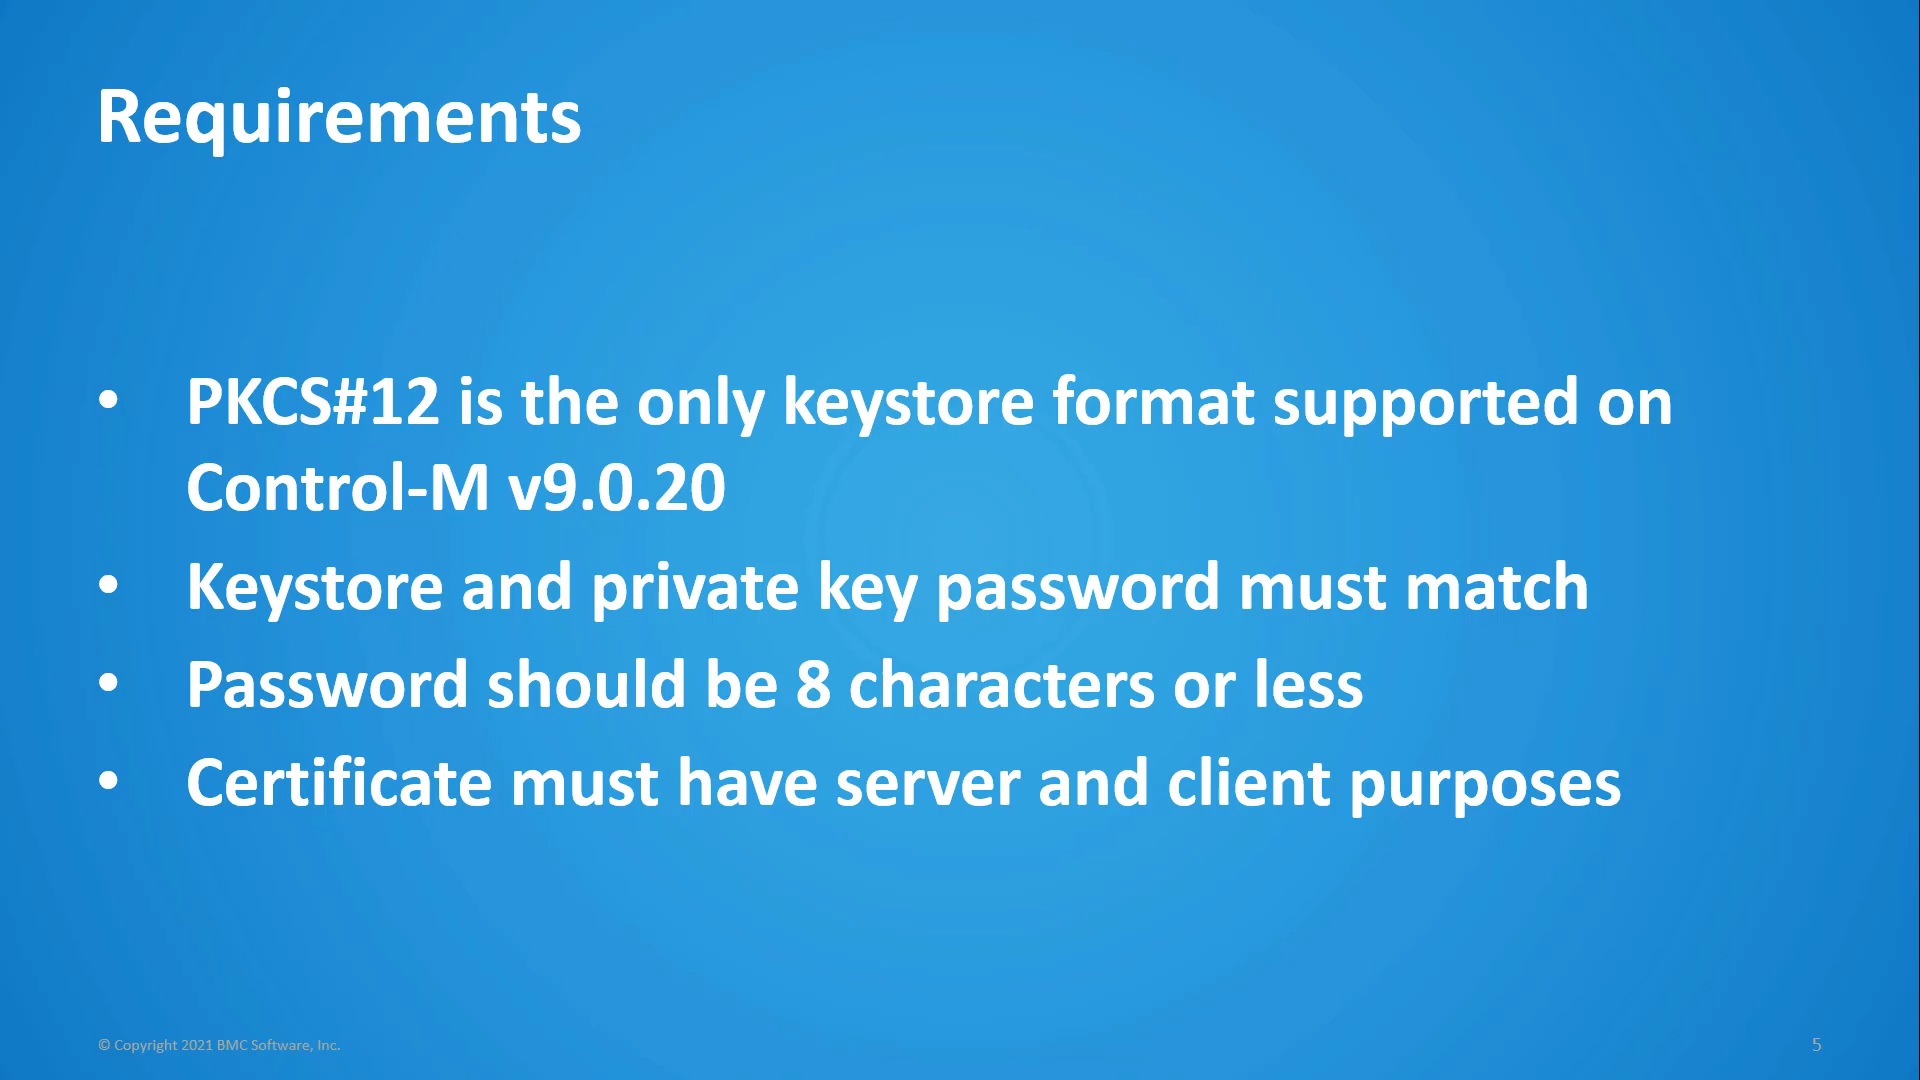 Requirements
• PKCS#12 is the only keystore format supported on
Control-M v9.0.20
• Keystore and private key password must match
• Password should be 8 characters or less
• Certificate must have server and client purposes
© Copyright 2021 BMC Software, Inc.
5